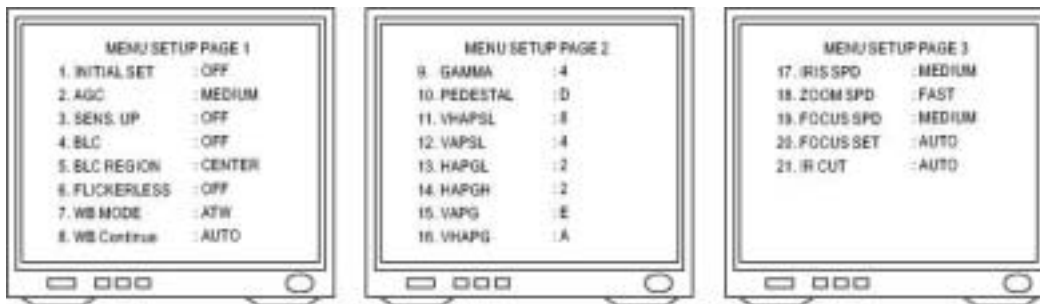 MENU SETUP PAGE 1
1. INITIAL SET : OFF
2. AGC : MEDIUM
3. SENS. UP : OFF
4. BLC : OFF
5. BLC REGION : CENTER
6. FLICKERLESS : OFF
7. WB MODE : ATW
8. WB Continue : AUTO
MENU SETUP PAGE 2
9. GAMMA : 4
10. PEDESTAL : D
11. VHAPSL : 8
12. VAPSL : 4
13. HAPGL : 2
14. HAPGH : 2
15. VAPG : E
16. VHAPG : A
MENU SETUP PAGE 3
17. IRIS SPD : MEDIUM
18. ZOOM SPD : FAST
19. FOCUS SPD : MEDIUM
20. FOCUS SET : AUTO
21. IR CUT : AUTO